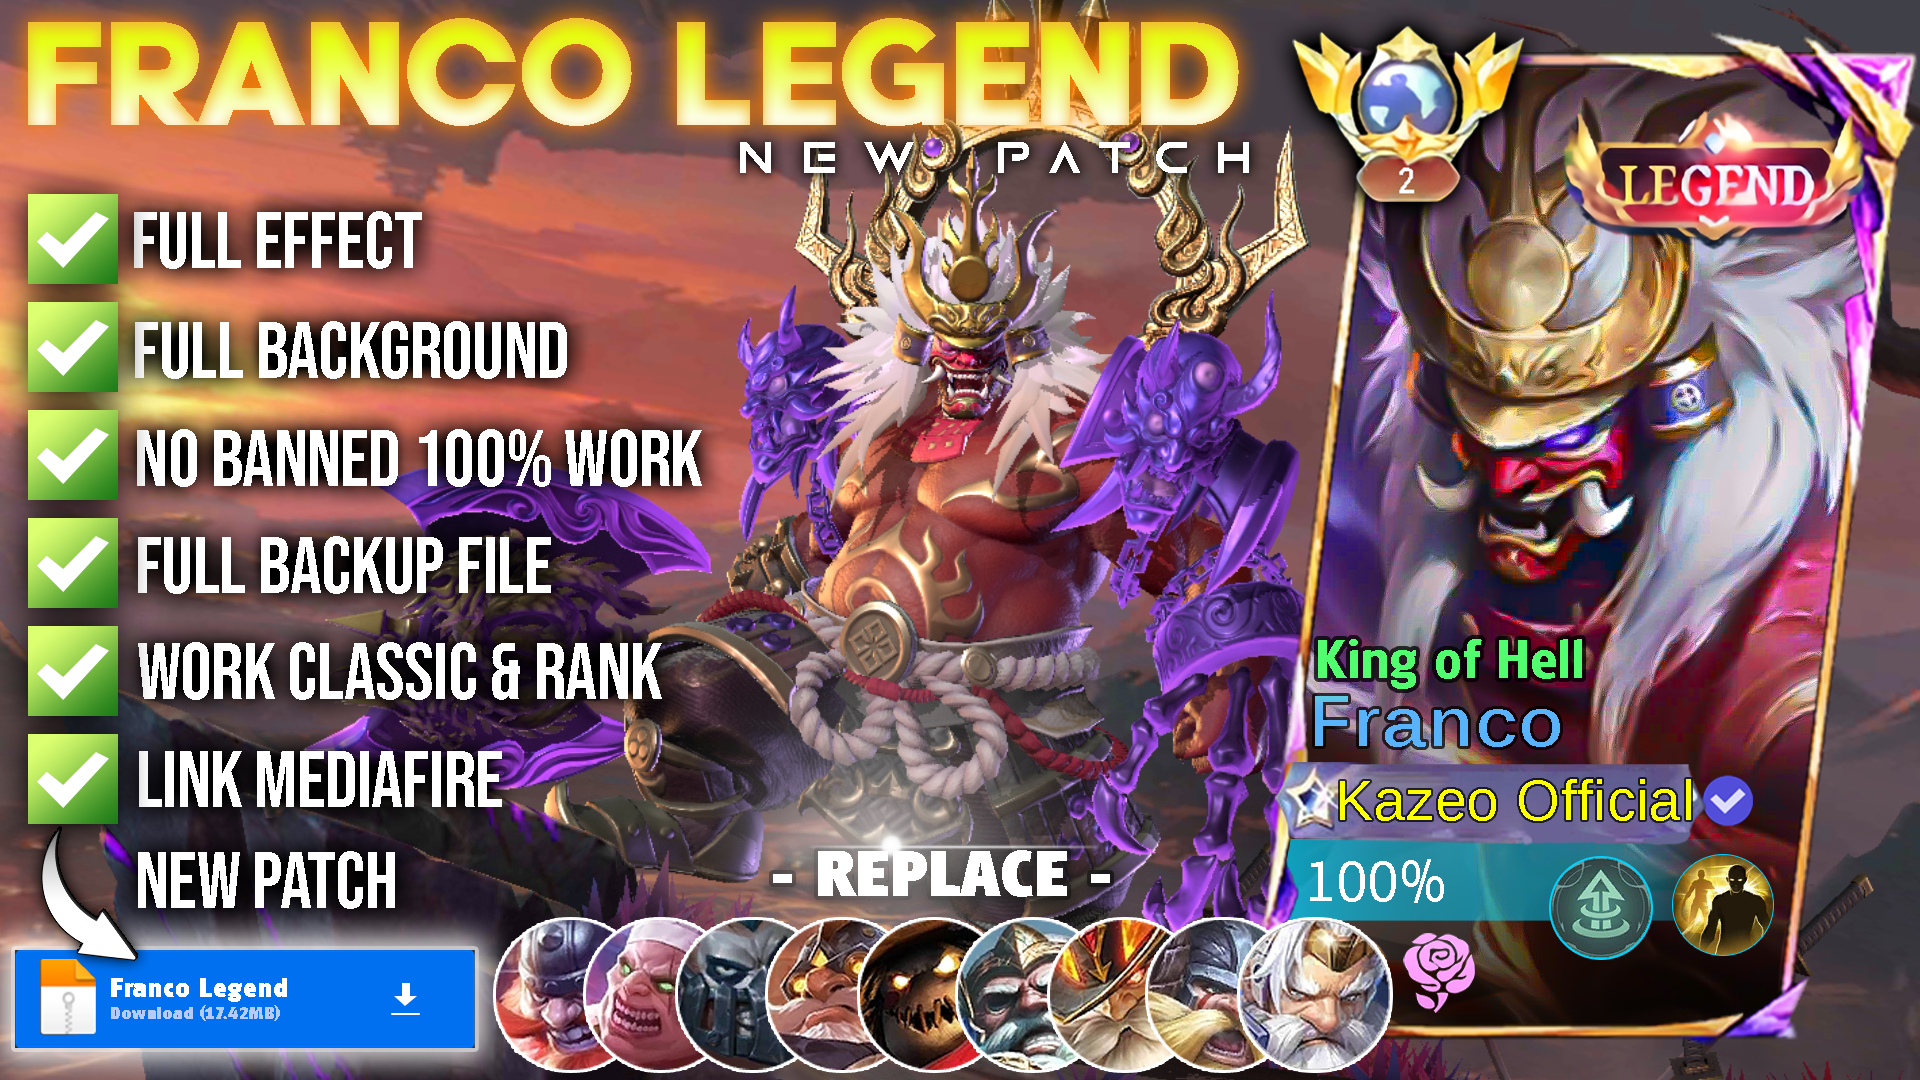 FRANCO LEGEND
NEW PATCH
FULL EFFECT
FULL BACKGROUND
NO BANNED 100% WORK
FULL BACKUP FILE
WORK CLASSIC & RANK
LINK MEDIAFIRE
NEW PATCH
Franco Legend
Download (17.42MB)
- REPLACE -
2
LEGEND
King of Hell
Franco
Kazeo Official
100%